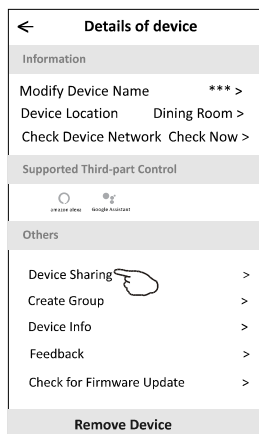 ← Details of device
Information
Modify Device Name *** >
Device Location Dining Room >
Check Device Network Check Now >
Supported Third-part Control
amazon alexa Google Assistant
Others
Device Sharing >
Create Group >
Device Info >
Feedback >
Check for Firmware Update >
Remove Device